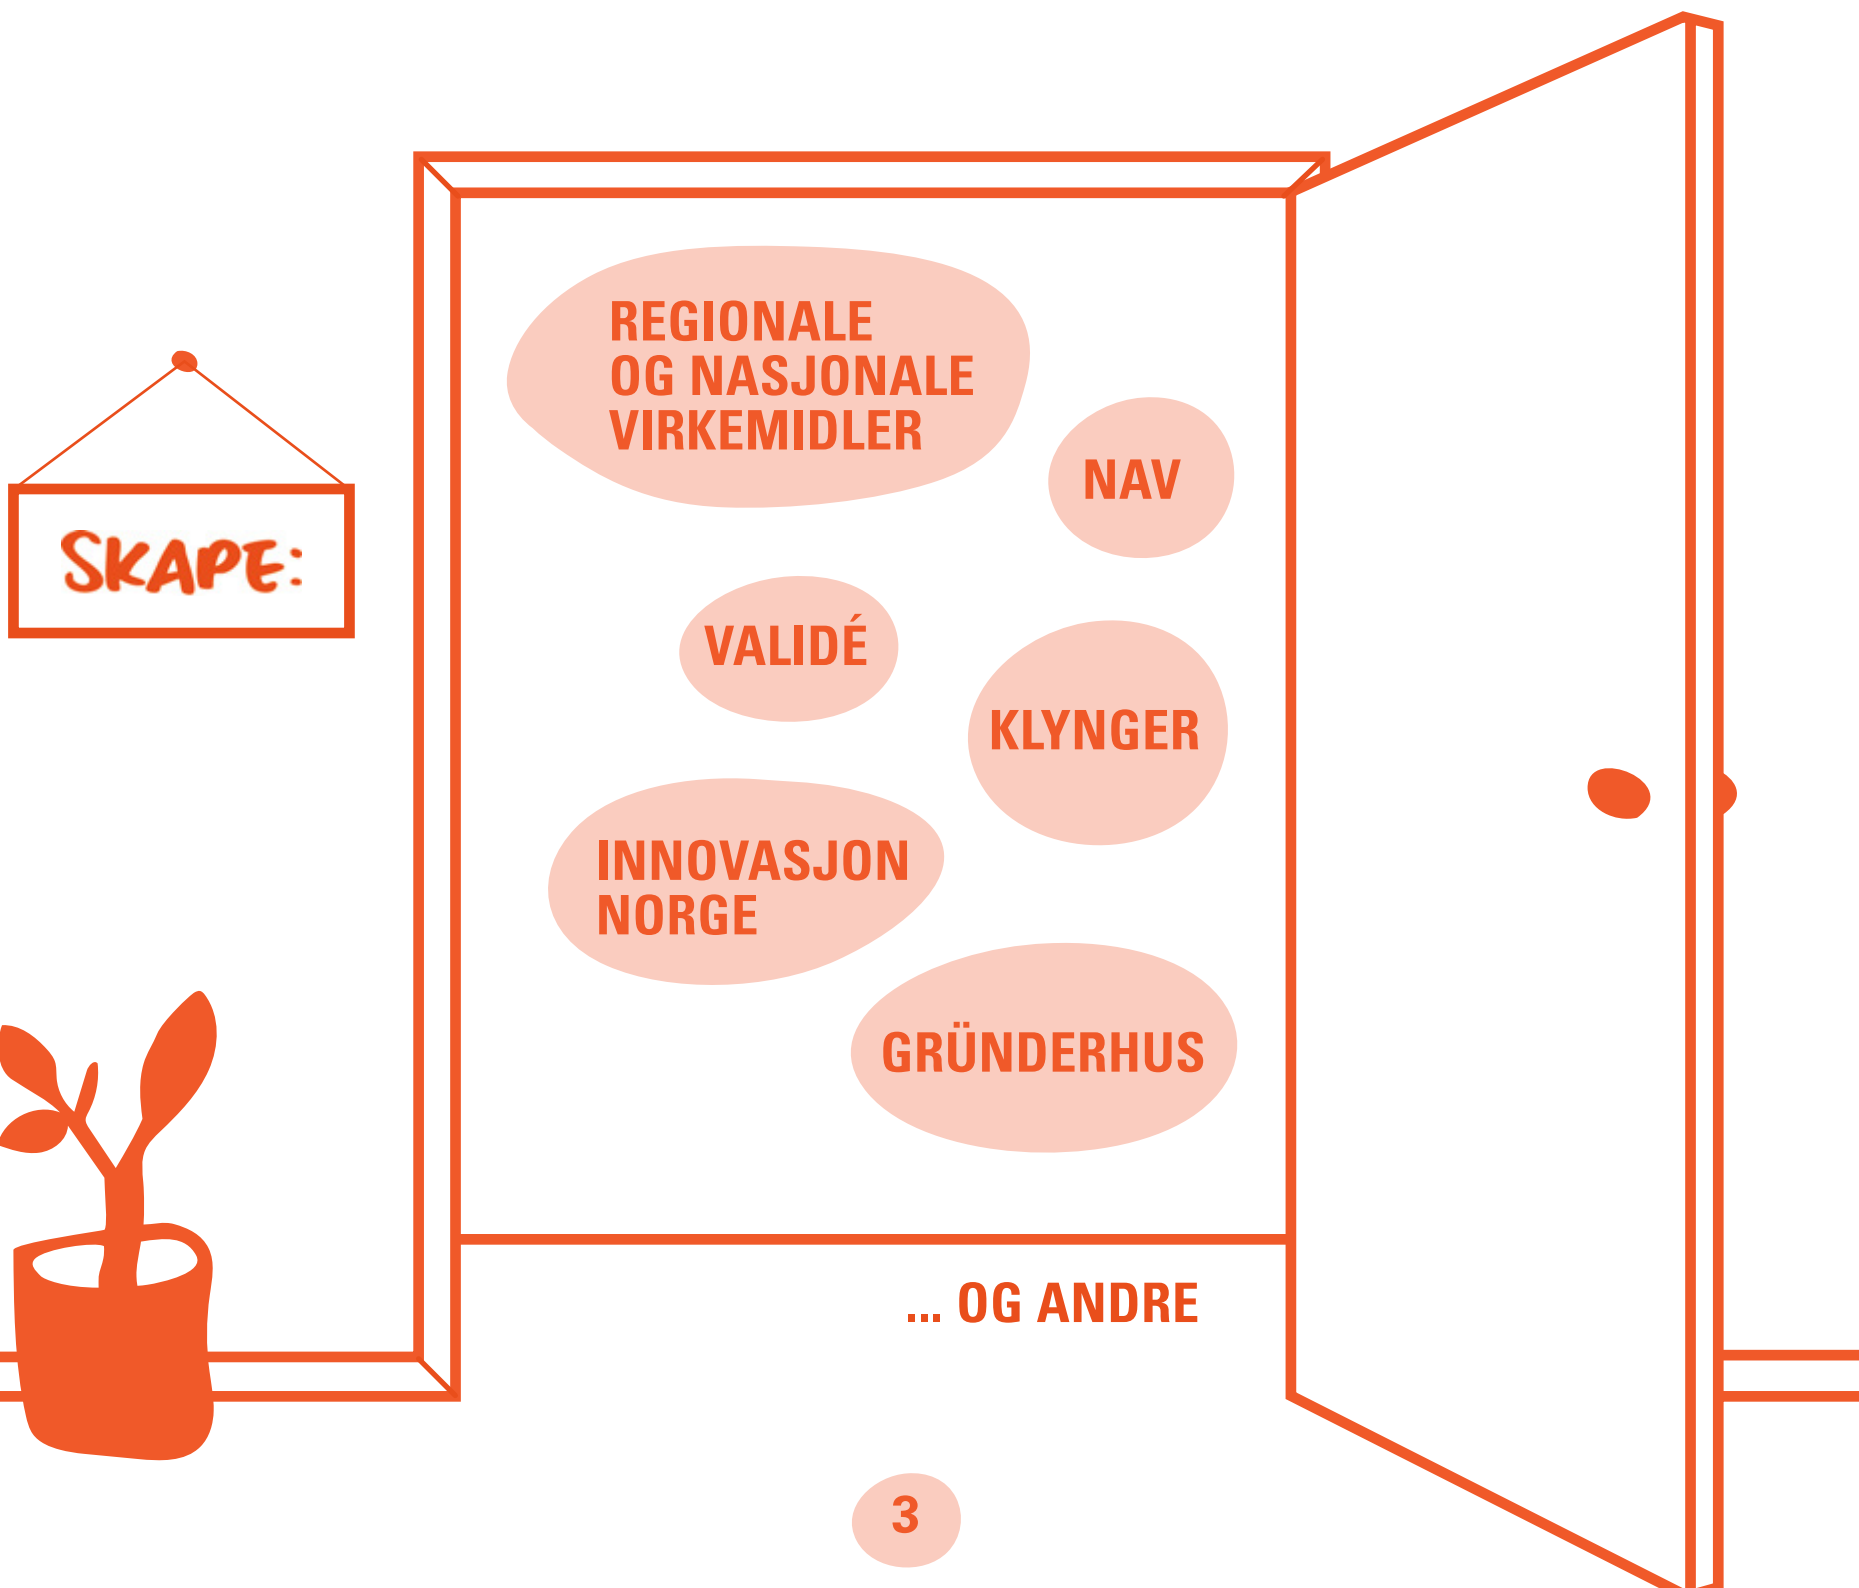 SKAPE:
REGIONALE
OG NASJONALE
VIRKEMIDLER
NAV
VALIDÉ
KLYNGER
INNOVASJON
NORGE
GRÜNDERHUS
... OG ANDRE
3